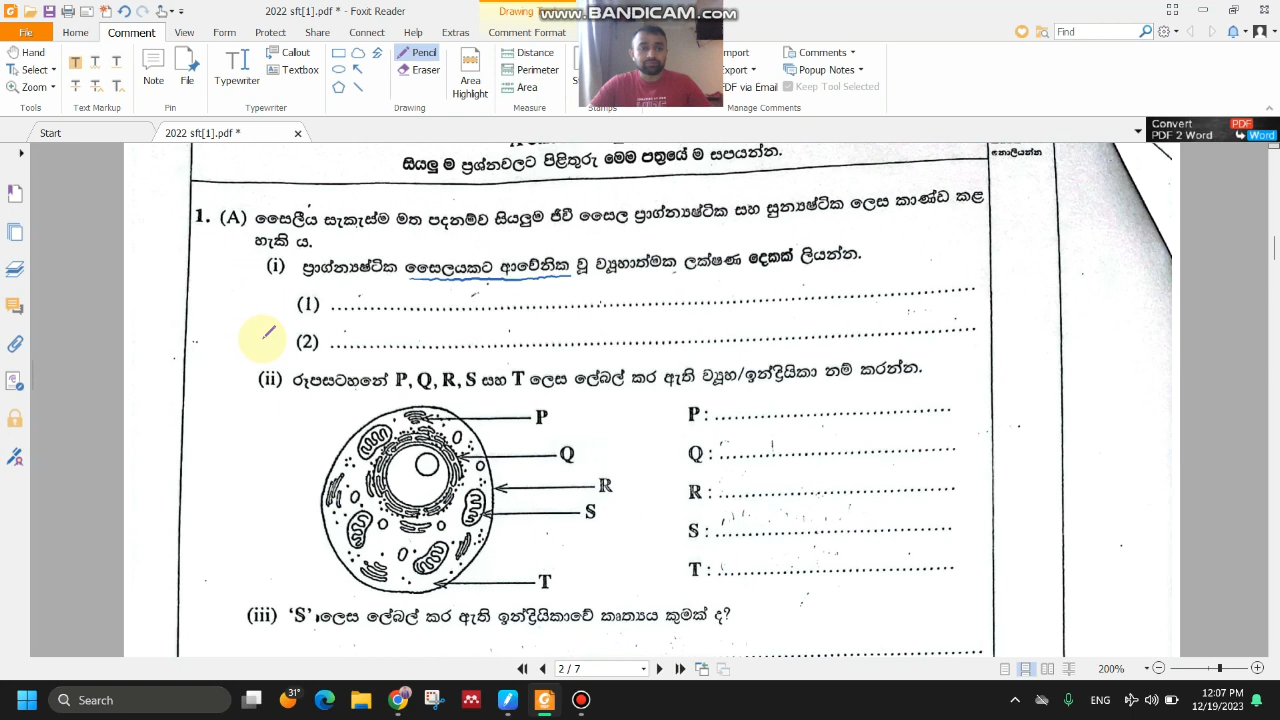 2022 sft[1].pdf * - Foxit Reader
Drawing
www.BANDICAM.com
File
Home
Comment
View
Form
Protect
Share
Connect
Help
Extras
Comment Format
Find
Hand
Select
Zoom
Tools
Text Markup
Note
File
Pin
Typewriter
Callout
Textbox
Typewriter
Pencil
Eraser
Drawing
Area
Highlight
Distance
Perimeter
Area
Measure
Stamps
Comments
Popup Notes
Keep Tool Selected
Manage Comments
Start
2022 sft[1].pdf *
Convert PDF
PDF 2 Word Word
සියලු ම ප්‍රශ්නවලට පිළිතුරු මෙම පත්‍රයේ ම සපයන්න.
නොලියන්න
1. (A) සෛලීය සැකැස්ම මත පදනම්ව සියලුම ජීවී සෛල ප්‍රාග්න්‍යෂ්ටික සහ සුන්‍යෂ්ටික ලෙස කාණ්ඩ කළ
හැකි ය.
(i) ප්‍රාග්න්‍යෂ්ටික සෛලයකට ආවේනික වූ ව්‍යුහාත්මක ලක්ෂණ දෙකක් ලියන්න.
(1)
(2)
(ii) රූපසටහනේ P, Q, R, S සහ T ලෙස ලේබල් කර ඇති ව්‍යුහ/ඉන්ද්‍රියිකා නම් කරන්න.
P
Q
R
S
T
P :
Q :
R :
S :
T :
(iii) 'S' ලෙස ලේබල් කර ඇති ඉන්ද්‍රියිකාවේ කෘත්‍යය කුමක් ද?
2 / 7
200%
Search
31°
ENG
12:07 PM
12/19/2023